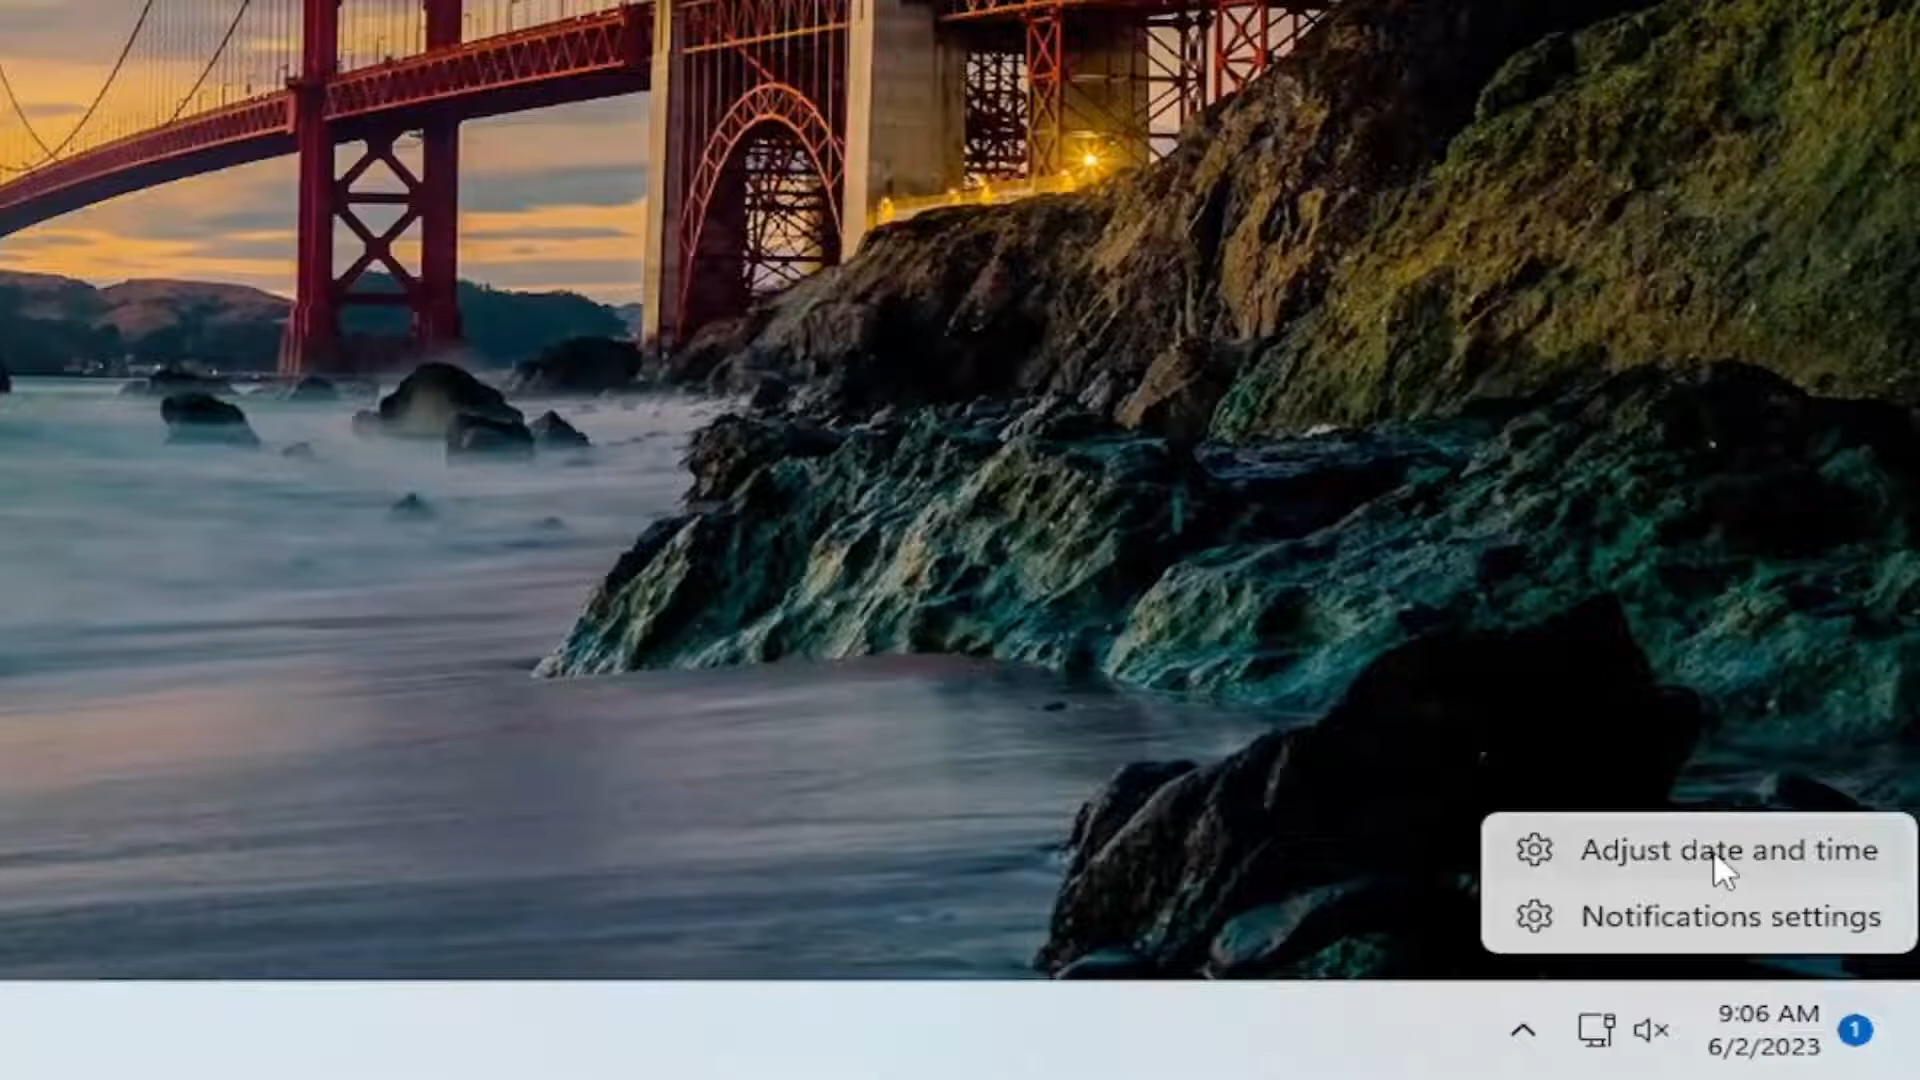 Adjust date and time
Notifications settings
9:06 AM
6/2/2023
1